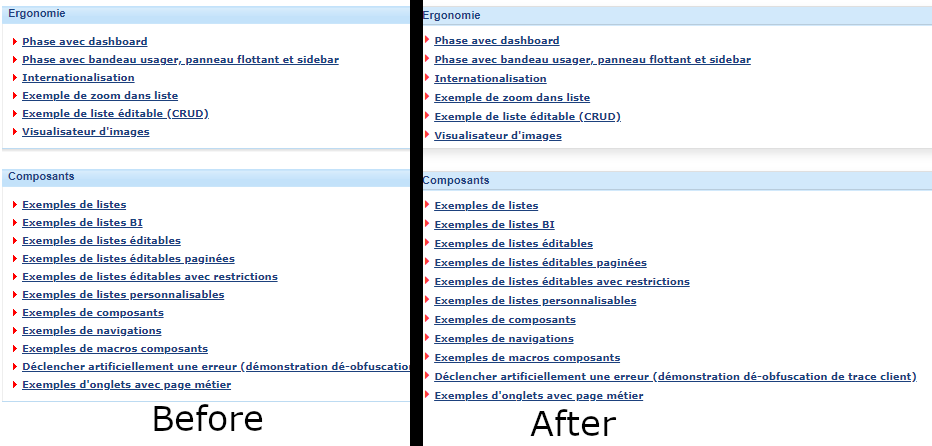 Ergonomie
Phase avec dashboard
Phase avec bandeau usager, panneau flottant et sidebar
Internationalisation
Exemple de zoom dans liste
Exemple de liste éditable (CRUD)
Visualisateur d'images
Composants
Exemples de listes
Exemples de listes BI
Exemples de listes éditables
Exemples de listes éditables paginées
Exemples de listes éditables avec restrictions
Exemples de listes personnalisables
Exemples de composants
Exemples de navigations
Exemples de macros composants
Déclencher artificiellement une erreur (démonstration dé-obfuscation
Exemples d'onglets avec page métier
Before
Ergonomie
Phase avec dashboard
Phase avec bandeau usager, panneau flottant et sidebar
Internationalisation
Exemple de zoom dans liste
Exemple de liste éditable (CRUD)
Visualisateur d'images
Composants
Exemples de listes
Exemples de listes BI
Exemples de listes éditables
Exemples de listes éditables paginées
Exemples de listes éditables avec restrictions
Exemples de listes personnalisables
Exemples de composants
Exemples de navigations
Exemples de macros composants
Déclencher artificiellement une erreur (démonstration dé-obfuscation de trace client)
Exemples d'onglets avec page métier
After